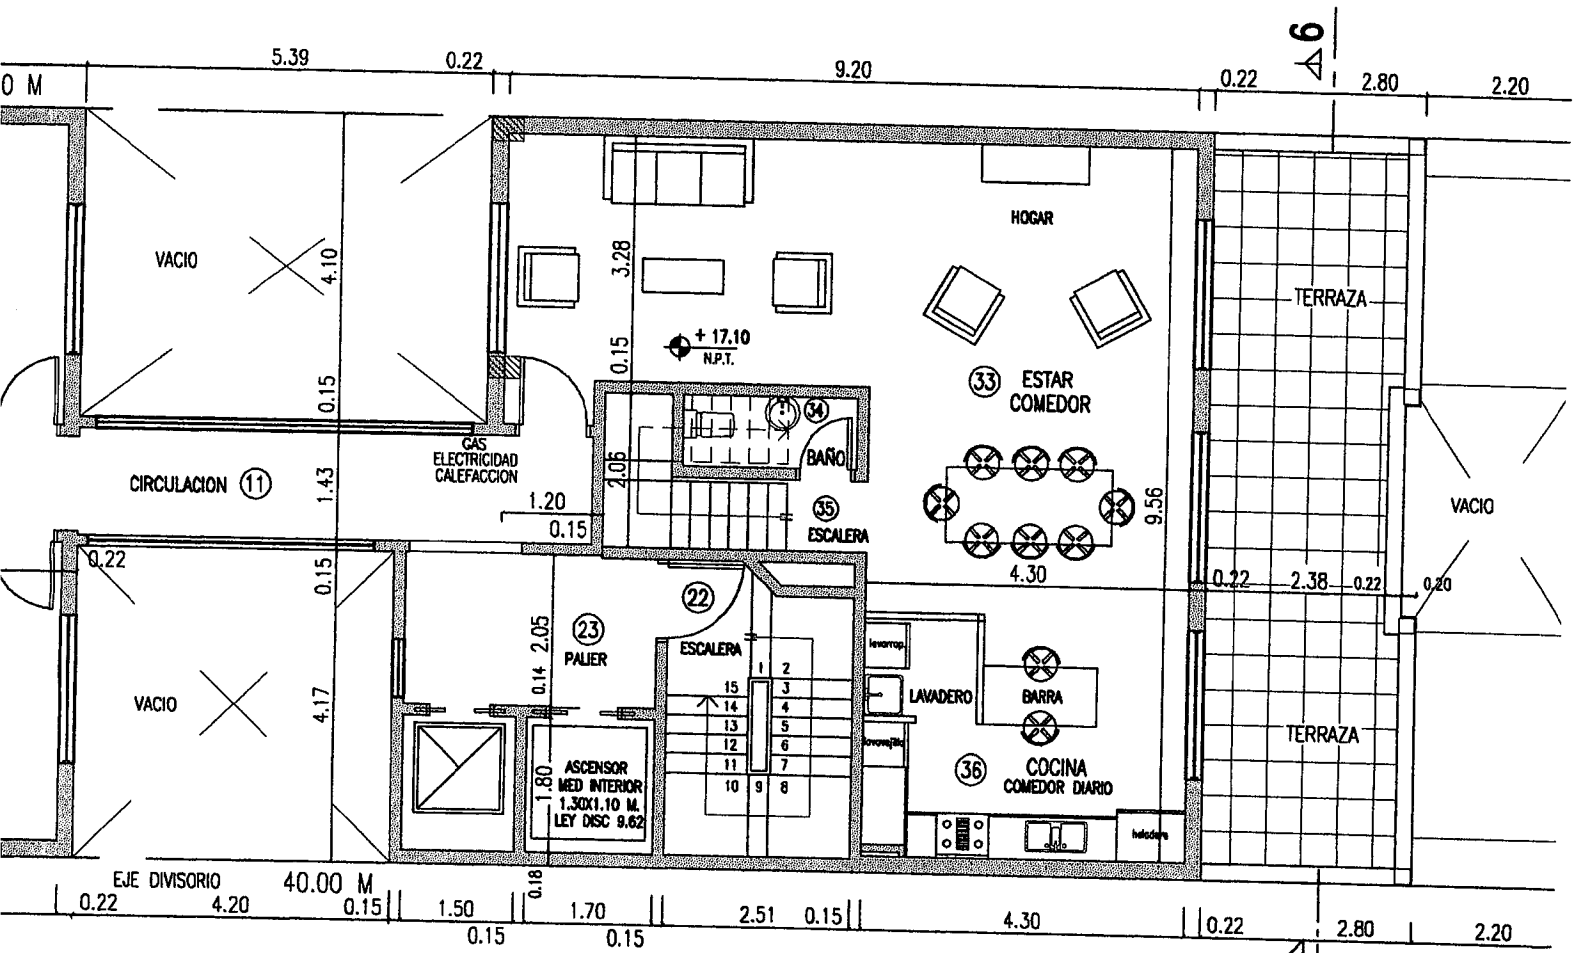 5.39
0.22
9.20
0.22
6
2.80
2.20
0 M
VACIO
4.10
3.28
HOGAR
TERRAZA
+ 17.10
N.P.T.
0.15
0.15
33
ESTAR
COMEDOR
34
BAÑO
GAS
ELECTRICIDAD
CALEFACCION
CIRCULACION 11
1.43
2.06
1.20
0.15
35
ESCALERA
9.56
VACIO
0.22
0.15
4.30
0.22
2.38
0.22
0.20
22
23
PALIER
2.05
0.14
ESCALERA
lavarrop.
LAVADERO
BARRA
VACIO
4.17
1 2
15 3
14 4
13 5
12 6
11 7
10 9 8
TERRAZA
36
COCINA
COMEDOR DIARIO
ASCENSOR
MED INTERIOR
1.30X1.10 M.
LEY DISC 9.62
1.80
heladera
EJE DIVISORIO
40.00 M
0.18
0.22
4.20
0.15
1.50
0.15
1.70
0.15
2.51
0.15
4.30
0.22
2.80
2.20